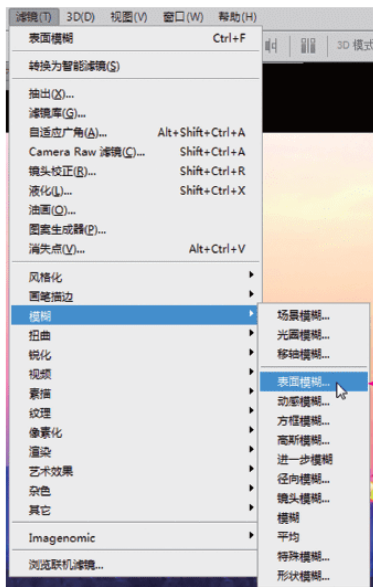 滤镜(T) 3D(D) 视图(V) 窗口(W) 帮助(H)
3D 模式
表面模糊 Ctrl+F
转换为智能滤镜(S)
抽出(X)...
滤镜库(G)...
自适应广角(A)... Alt+Shift+Ctrl+A
Camera Raw 滤镜(C)... Shift+Ctrl+A
镜头校正(R)... Shift+Ctrl+R
液化(L)... Shift+Ctrl+X
油画(O)...
图案生成器(P)...
消失点(V)... Alt+Ctrl+V
风格化
画笔描边
模糊
扭曲
锐化
视频
素描
纹理
像素化
渲染
艺术效果
杂色
其它
Imagenomic
浏览联机滤镜...
场景模糊...
光圈模糊...
移轴模糊...
表面模糊...
动感模糊...
方框模糊...
高斯模糊...
进一步模糊
径向模糊...
镜头模糊...
模糊
平均
特殊模糊...
形状模糊...